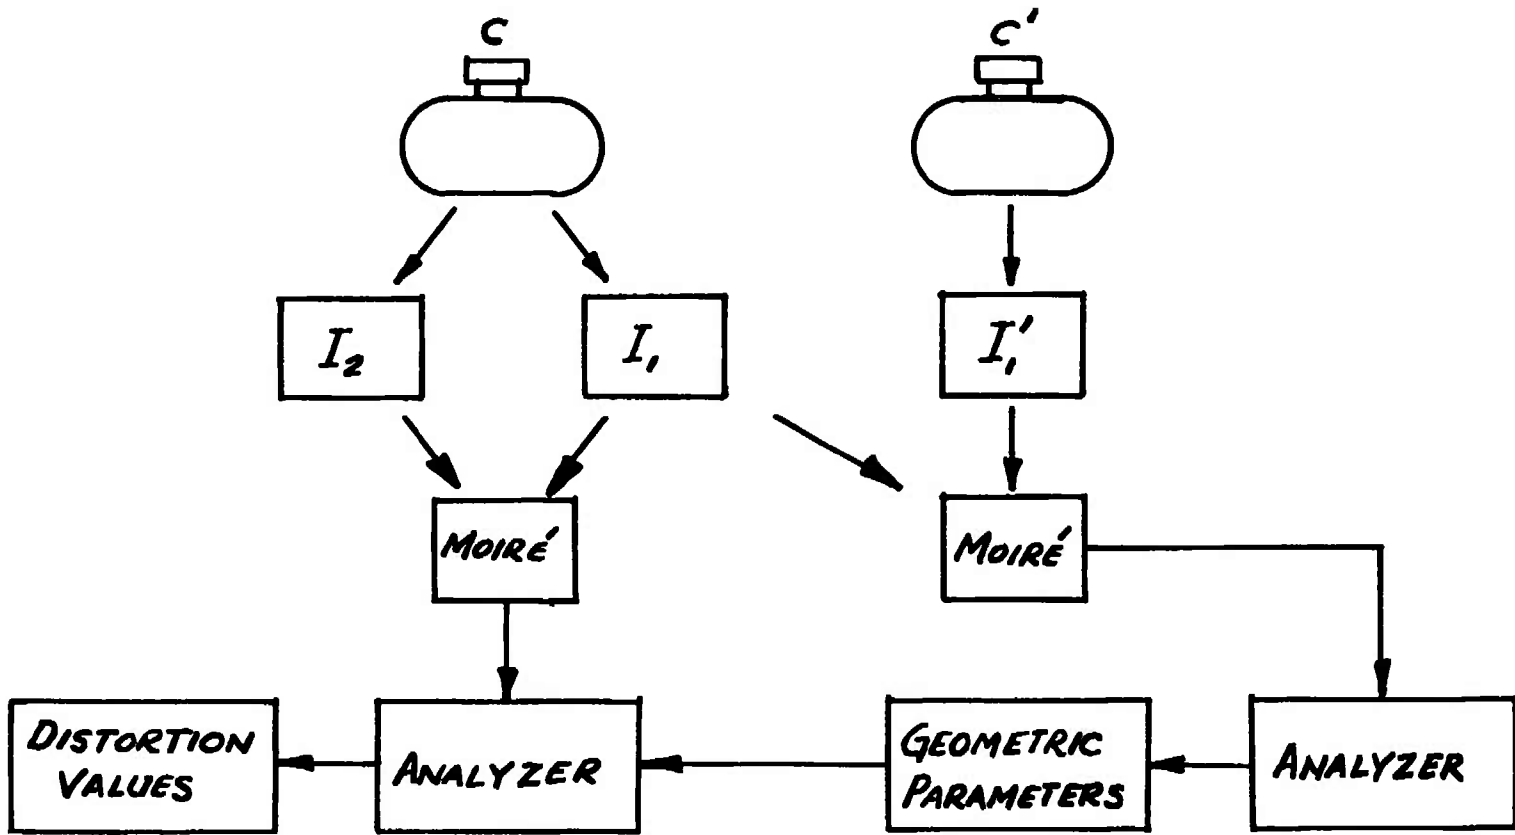 C
C'
I₂
I₁
I₁'
MOIRÉ
MOIRÉ
DISTORTION
VALUES
ANALYZER
GEOMETRIC
PARAMETERS
ANALYZER